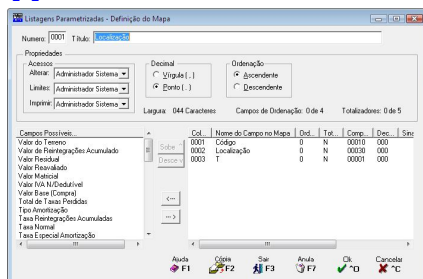 Listagens Parametrizadas - Definição do Mapa
Numero: 0001 Título: Localização
Propriedades
Acessos
Alterar: Administrador Sistema
Limites: Administrador Sistema
Imprimir: Administrador Sistema
Decimal
Vírgula ( , )
Ponto ( . )
Ordenação
Ascendente
Descendente
Largura: 044 Caracteres Campos de Ordenação: 0 de 4 Totalizadores: 0 de 5
Campos Possíveis...
Valor do Terreno
Valor de Reintegrações Acumulado
Valor Residual
Valor Reavaliado
Valor Matricial
Valor IVA N/Dedutível
Valor Base (Compra)
Total de Taxas Perdidas
Tipo Amortização
Taxa Reintegrações Acumuladas
Taxa Normal
Taxa Especial Amortização
Sobe ^
Desce v
<---
--->
Col... Nome do Campo no Mapa Ord... Tot... Comp... Dec... Sina
0001 Código 0 N 00010 000
0002 Localização 0 N 00030 000
0003 T 0 N 00001 000
Ajuda F1
Cópia F2
Sair F3
Anula F7
Ok ^O
Cancelar ^C